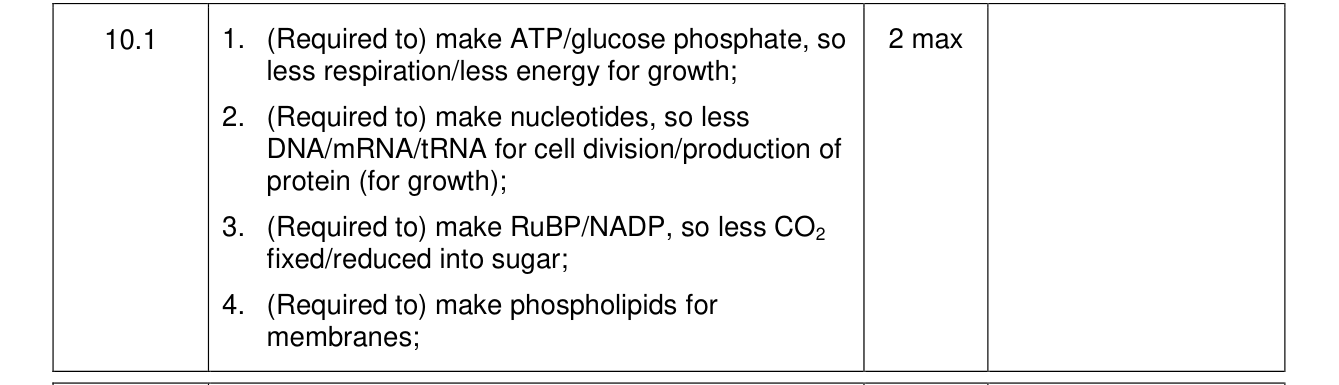 10.1
1. (Required to) make ATP/glucose phosphate, so
less respiration/less energy for growth;
2. (Required to) make nucleotides, so less
DNA/mRNA/tRNA for cell division/production of
protein (for growth);
3. (Required to) make RuBP/NADP, so less CO₂
fixed/reduced into sugar;
4. (Required to) make phospholipids for
membranes;
2 max